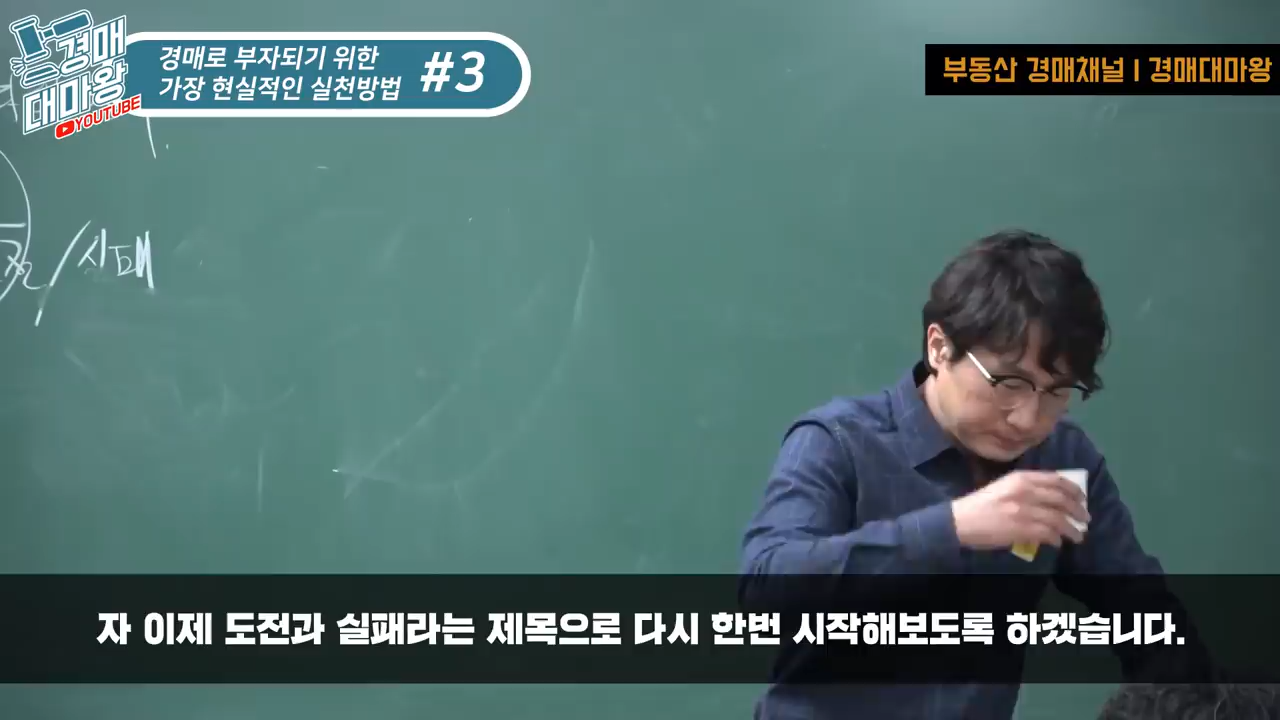 경매
대마왕
YOUTUBE
경매로 부자되기 위한
가장 현실적인 실천방법
#3
부동산 경매채널 I 경매대마왕
자 이제 도전과 실패라는 제목으로 다시 한번 시작해보도록 하겠습니다.